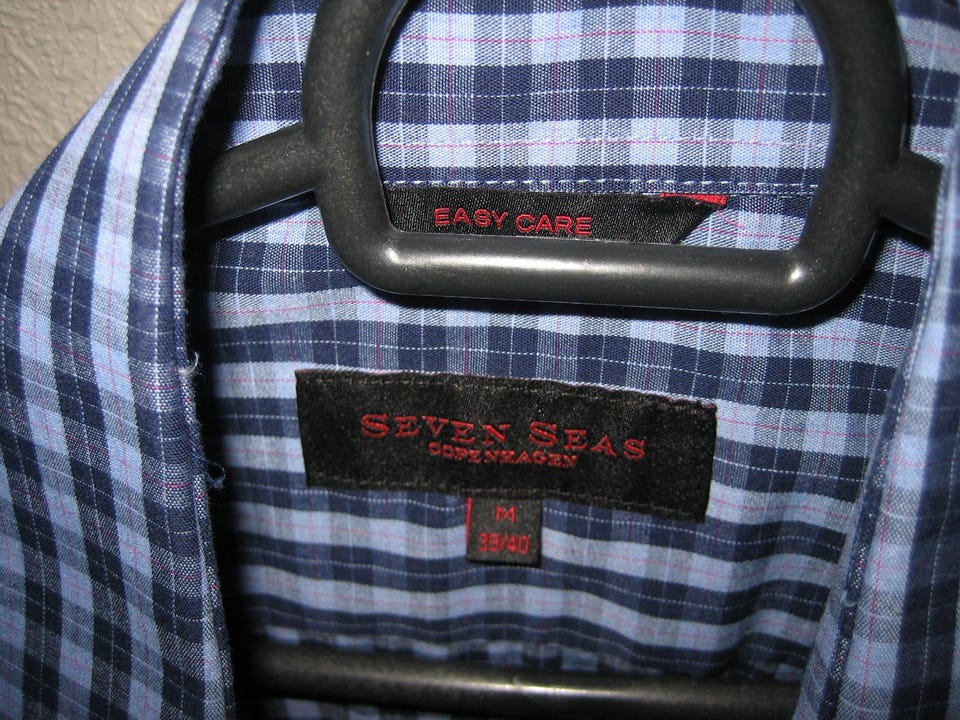 EASY CARE
SEVEN SEAS
COPENHAGEN
M
39/40